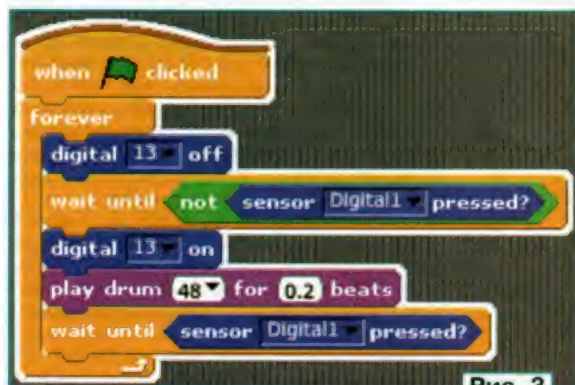 when clicked
forever
digital 13 off
wait until not sensor Digital1 pressed?
digital 13 on
play drum 48 for 0.2 beats
wait until sensor Digital1 pressed?
Рис. 3